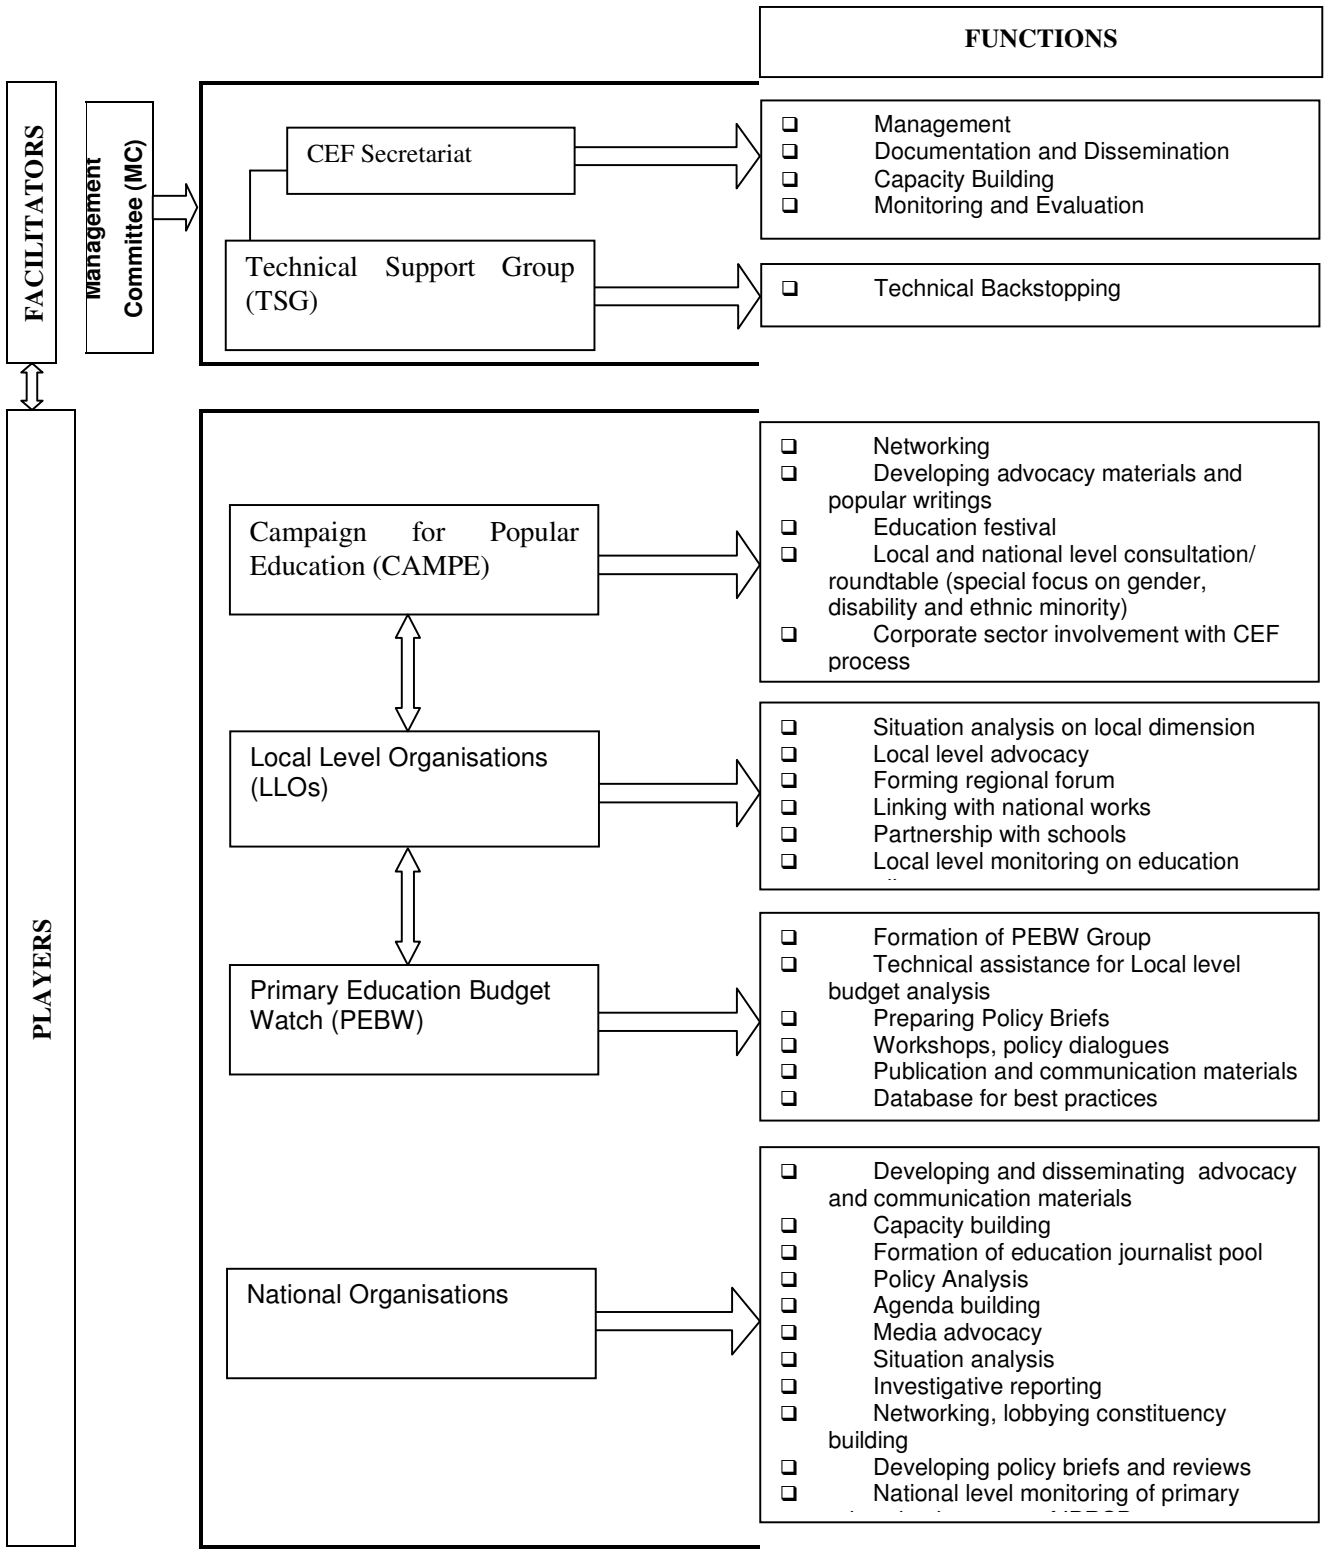 FUNCTIONS
FACILITATORS
Management
Committee (MC)
CEF Secretariat
❑ Management
❑ Documentation and Dissemination
❑ Capacity Building
❑ Monitoring and Evaluation
Technical Support Group
(TSG)
❑ Technical Backstopping
PLAYERS
Campaign for Popular
Education (CAMPE)
❑ Networking
❑ Developing advocacy materials and
popular writings
❑ Education festival
❑ Local and national level consultation/
roundtable (special focus on gender,
disability and ethnic minority)
❑ Corporate sector involvement with CEF
process
Local Level Organisations
(LLOs)
❑ Situation analysis on local dimension
❑ Local level advocacy
❑ Forming regional forum
❑ Linking with national works
❑ Partnership with schools
❑ Local level monitoring on education
Primary Education Budget
Watch (PEBW)
❑ Formation of PEBW Group
❑ Technical assistance for Local level
budget analysis
❑ Preparing Policy Briefs
❑ Workshops, policy dialogues
❑ Publication and communication materials
❑ Database for best practices
National Organisations
❑ Developing and disseminating advocacy
and communication materials
❑ Capacity building
❑ Formation of education journalist pool
❑ Policy Analysis
❑ Agenda building
❑ Media advocacy
❑ Situation analysis
❑ Investigative reporting
❑ Networking, lobbying constituency
building
❑ Developing policy briefs and reviews
❑ National level monitoring of primary